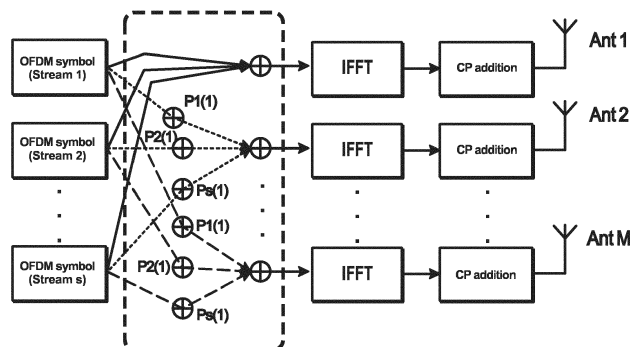 OFDM symbol
(Stream 1)
IFFT
CP addition
Ant 1
P1(1)
OFDM symbol
(Stream 2)
P2(1)
IFFT
CP addition
Ant 2
Ps(1)
P1(1)
OFDM symbol
(Stream s)
P2(1)
IFFT
CP addition
Ant M
Ps(1)